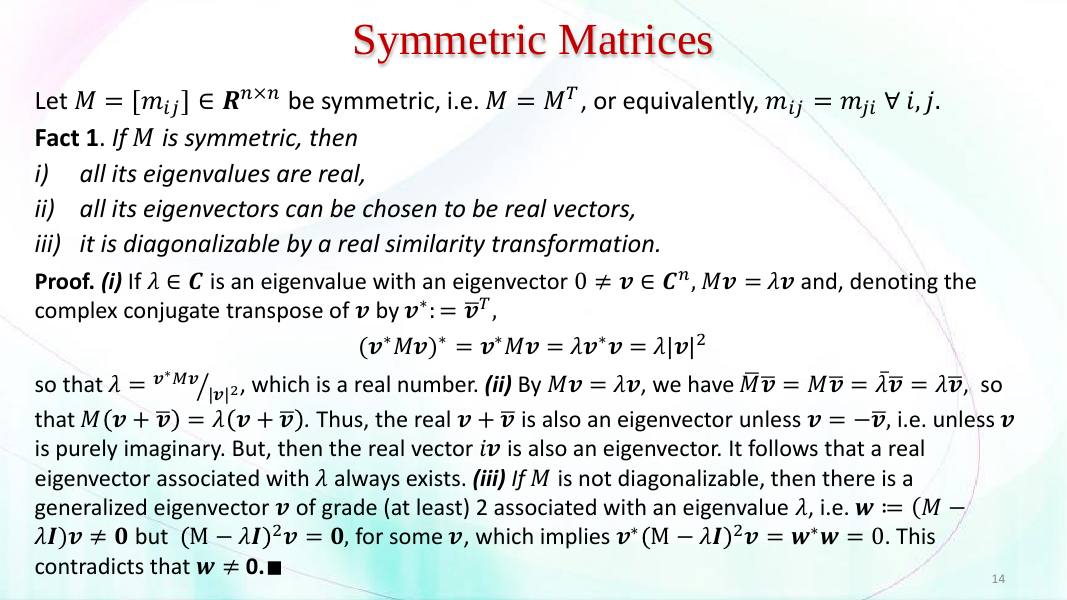 Symmetric Matrices
Let 𝑀 = [𝑚ᵢⱼ] ∈ 𝑹ⁿˣⁿ be symmetric, i.e. 𝑀 = 𝑀ᵀ, or equivalently, 𝑚ᵢⱼ = 𝑚ⱼᵢ ∀ 𝑖, 𝑗.
Fact 1. If 𝑀 is symmetric, then
i) all its eigenvalues are real,
ii) all its eigenvectors can be chosen to be real vectors,
iii) it is diagonalizable by a real similarity transformation.
Proof. (i) If 𝜆 ∈ 𝑪 is an eigenvalue with an eigenvector 0 ≠ 𝒗 ∈ 𝑪ⁿ, 𝑀𝒗 = 𝜆𝒗 and, denoting the
complex conjugate transpose of 𝒗 by 𝒗*: = 𝒗̅ᵀ,
(𝒗*𝑀𝒗)* = 𝒗*𝑀𝒗 = 𝜆𝒗*𝒗 = 𝜆|𝒗|²
so that 𝜆 = 𝒗*𝑀𝒗/|𝒗|², which is a real number. (ii) By 𝑀𝒗 = 𝜆𝒗, we have 𝑀̅𝒗̅ = 𝑀𝒗̅ = 𝜆̅𝒗̅ = 𝜆𝒗̅, so
that 𝑀(𝒗 + 𝒗̅) = 𝜆(𝒗 + 𝒗̅). Thus, the real 𝒗 + 𝒗̅ is also an eigenvector unless 𝒗 = −𝒗̅, i.e. unless 𝒗
is purely imaginary. But, then the real vector 𝑖𝒗 is also an eigenvector. It follows that a real
eigenvector associated with 𝜆 always exists. (iii) If 𝑀 is not diagonalizable, then there is a
generalized eigenvector 𝒗 of grade (at least) 2 associated with an eigenvalue 𝜆, i.e. 𝒘 ≔ (𝑀 −
𝜆𝑰)𝒗 ≠ 𝟎 but (M − 𝜆𝑰)²𝒗 = 𝟎, for some 𝒗, which implies 𝒗*(M − 𝜆𝑰)²𝒗 = 𝒘*𝒘 = 0. This
contradicts that 𝒘 ≠ 𝟎.■
14